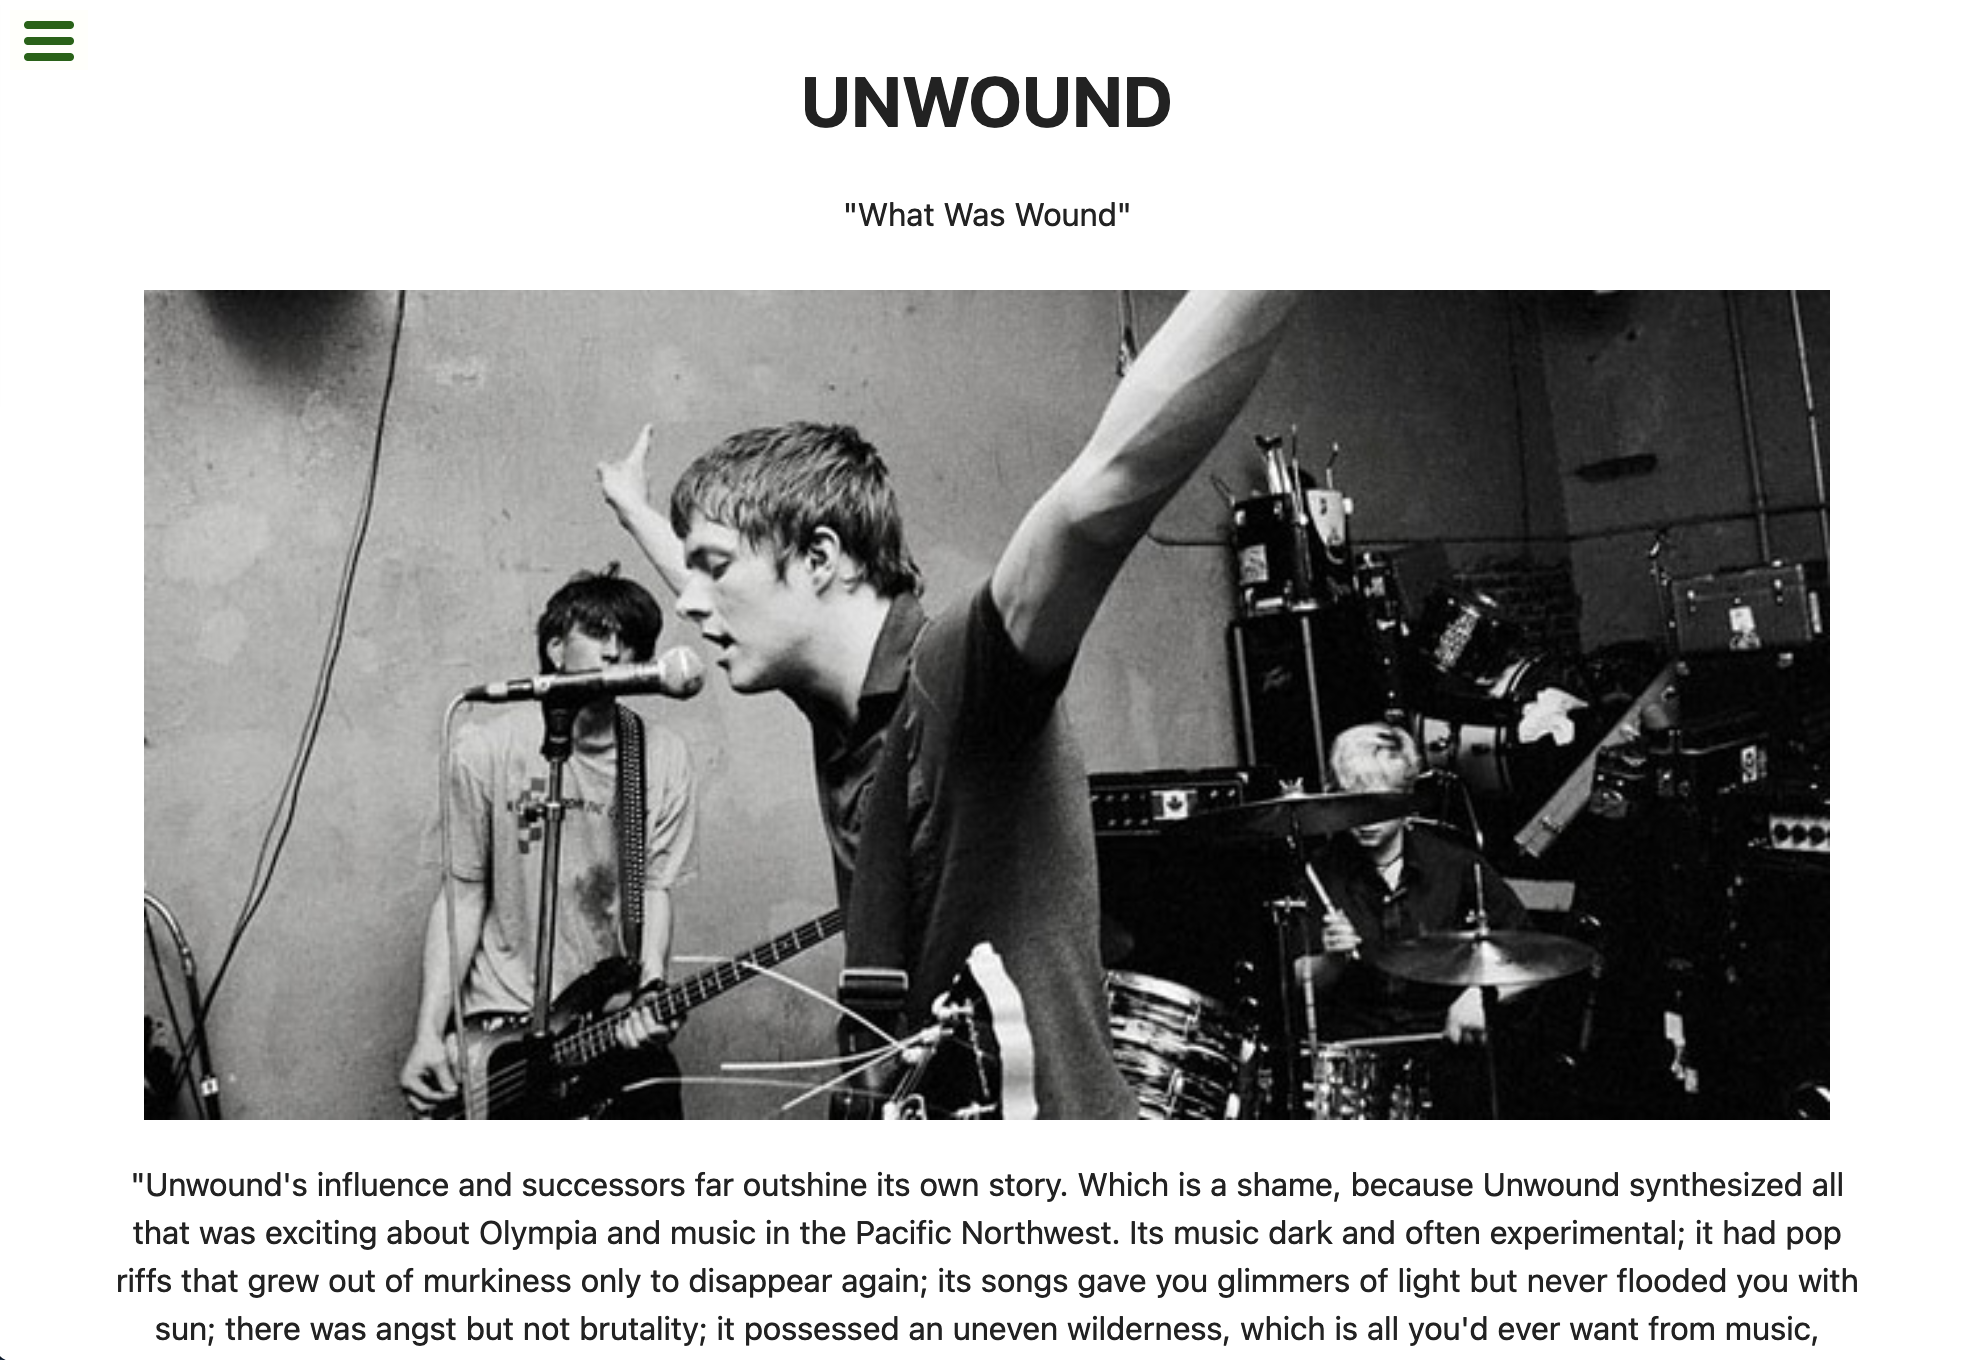 UNWOUND
"What Was Wound"
"Unwound's influence and successors far outshine its own story. Which is a shame, because Unwound synthesized all
that was exciting about Olympia and music in the Pacific Northwest. Its music dark and often experimental; it had pop
riffs that grew out of murkiness only to disappear again; its songs gave you glimmers of light but never flooded you with
sun; there was angst but not brutality; it possessed an uneven wilderness, which is all you'd ever want from music,